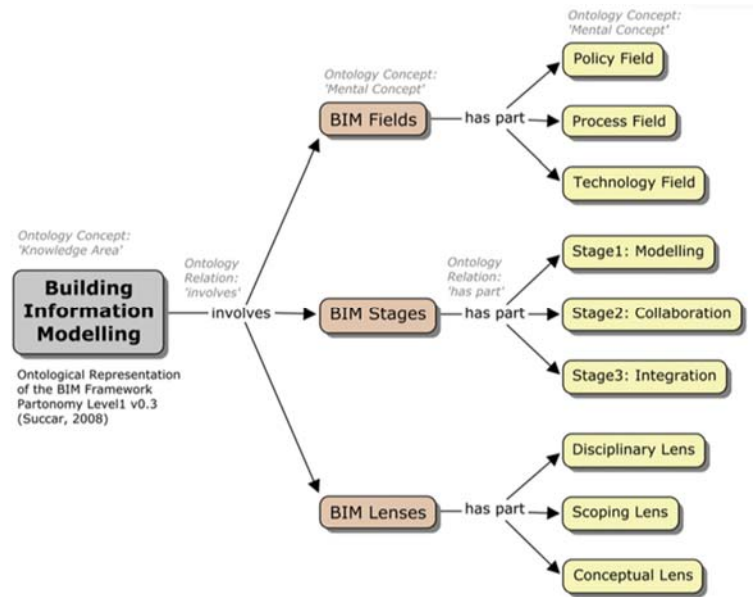 Ontology Concept:
'Mental Concept'
Policy Field
Ontology Concept:
'Mental Concept'
BIM Fields
has part
Process Field
Technology Field
Ontology Concept:
'Knowledge Area'
Building
Information
Modelling
Ontology
Relation:
'involves'
involves
Ontological Representation
of the BIM Framework
Partonomy Level1 v0.3
(Succar, 2008)
BIM Stages
Ontology
Relation:
'has part'
has part
Stage1: Modelling
Stage2: Collaboration
Stage3: Integration
BIM Lenses
has part
Disciplinary Lens
Scoping Lens
Conceptual Lens